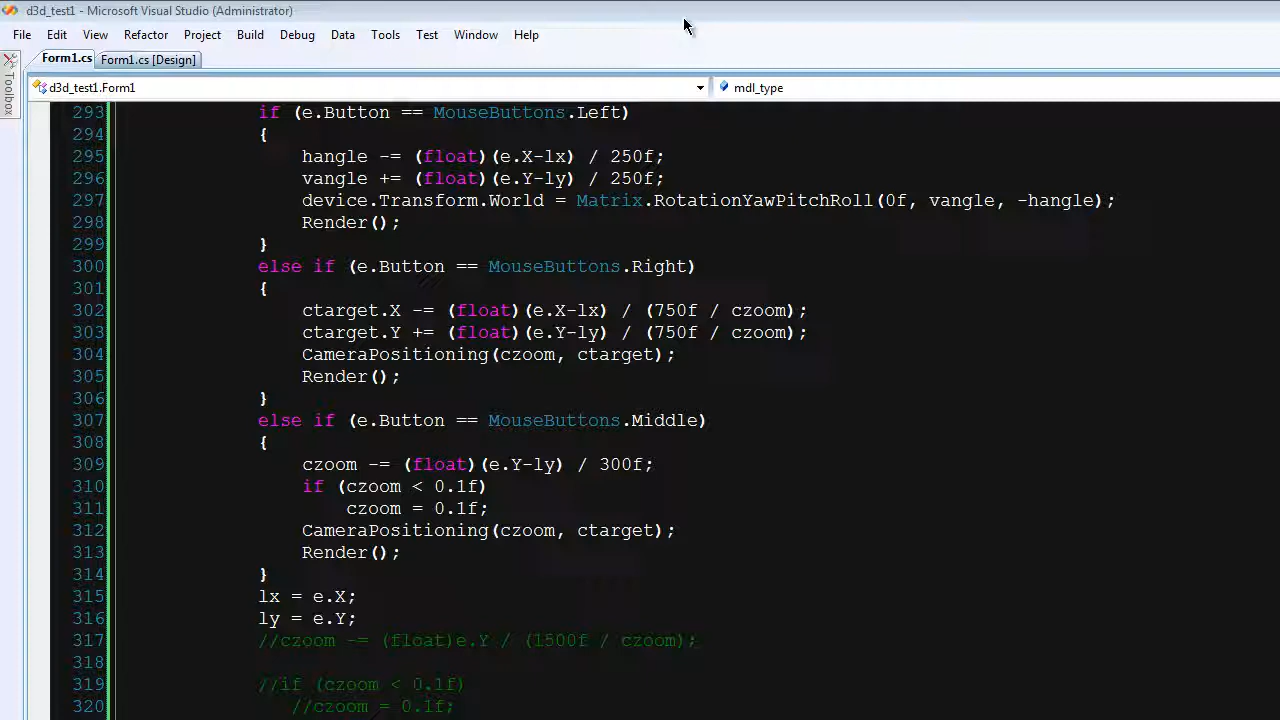 d3d_test1 - Microsoft Visual Studio (Administrator)
File Edit View Refactor Project Build Debug Data Tools Test Window Help
Toolbox
Form1.cs Form1.cs [Design]
d3d_test1.Form1 mdl_type
293 if (e.Button == MouseButtons.Left)
294 {
295 hangle -= (float)(e.X-lx) / 250f;
296 vangle += (float)(e.Y-ly) / 250f;
297 device.Transform.World = Matrix.RotationYawPitchRoll(0f, vangle, -hangle);
298 Render();
299 }
300 else if (e.Button == MouseButtons.Right)
301 {
302 ctarget.X -= (float)(e.X-lx) / (750f / czoom);
303 ctarget.Y += (float)(e.Y-ly) / (750f / czoom);
304 CameraPositioning(czoom, ctarget);
305 Render();
306 }
307 else if (e.Button == MouseButtons.Middle)
308 {
309 czoom -= (float)(e.Y-ly) / 300f;
310 if (czoom < 0.1f)
311 czoom = 0.1f;
312 CameraPositioning(czoom, ctarget);
313 Render();
314 }
315 lx = e.X;
316 ly = e.Y;
317 //czoom -= (float)e.Y / (1500f / czoom);
318
319 //if (czoom < 0.1f)
320 //czoom = 0.1f;